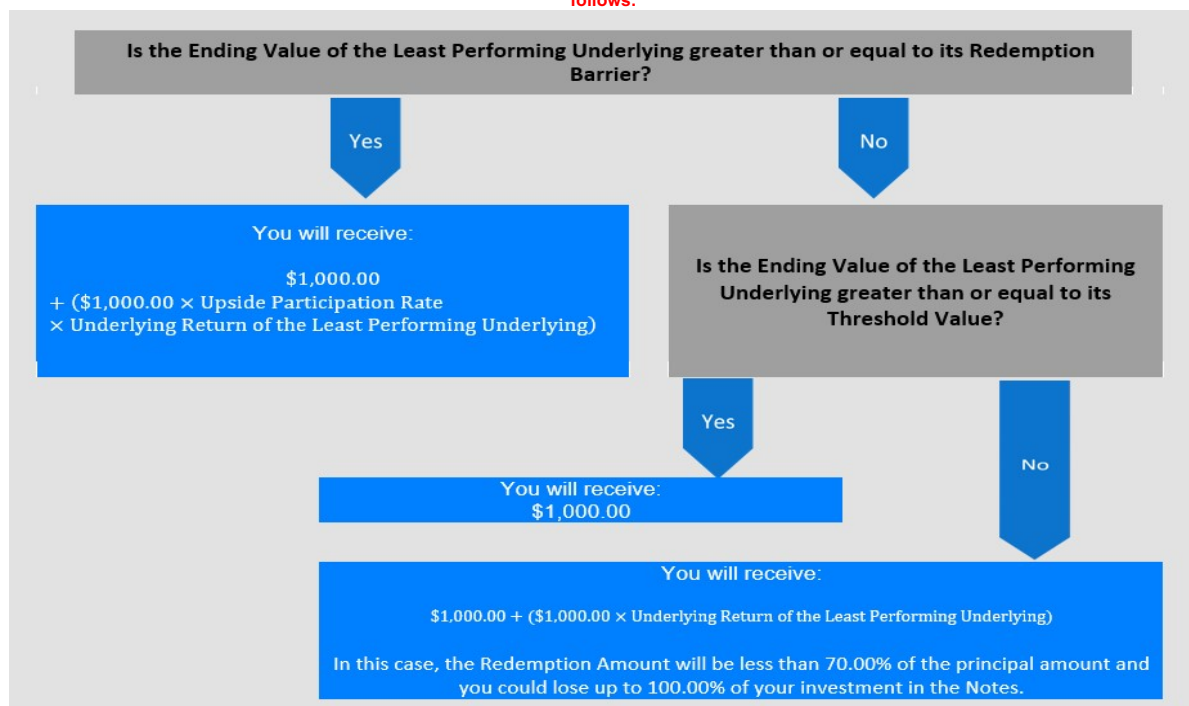 follows:
Is the Ending Value of the Least Performing Underlying greater than or equal to its Redemption
Barrier?
Yes
No
You will receive:
$1,000.00
+ ($1,000.00 × Upside Participation Rate
× Underlying Return of the Least Performing Underlying)
Is the Ending Value of the Least Performing
Underlying greater than or equal to its
Threshold Value?
Yes
No
You will receive:
$1,000.00
You will receive:
$1,000.00 + ($1,000.00 × Underlying Return of the Least Performing Underlying)
In this case, the Redemption Amount will be less than 70.00% of the principal amount and
you could lose up to 100.00% of your investment in the Notes.